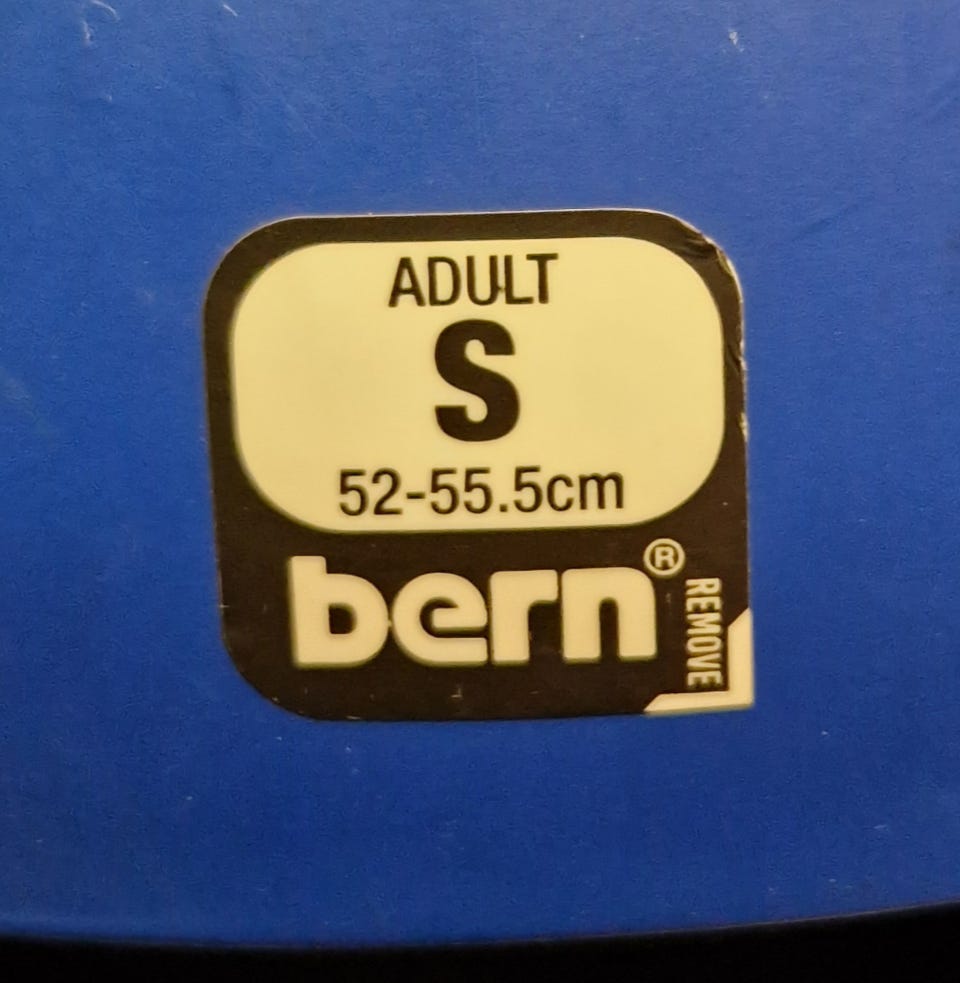 ADULT
S
52-55.5cm
bern®
REMOVE